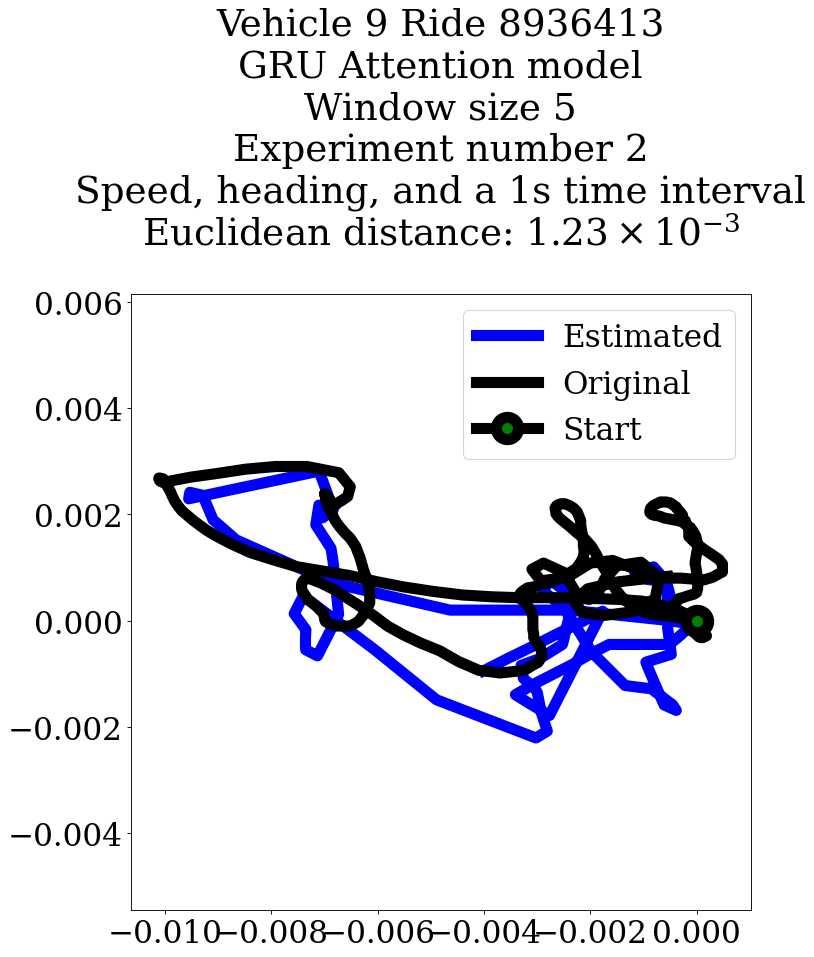 Vehicle 9 Ride 8936413
GRU Attention model
Window size 5
Experiment number 2
Speed, heading, and a 1s time interval
Euclidean distance: 1.23 × 10⁻³
Estimated
Original
Start
0.006
0.004
0.002
0.000
−0.002
−0.004
−0.010 −0.008 −0.006 −0.004 −0.002 0.000